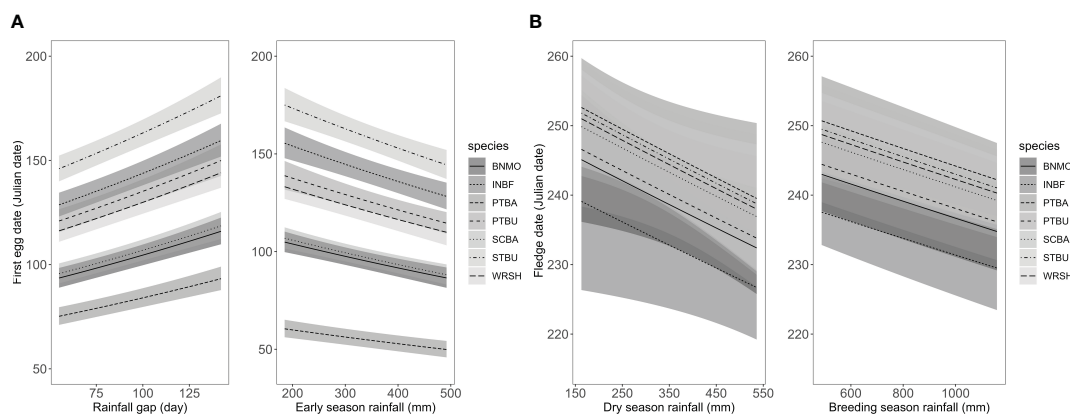 A
B
First egg date (Julian date)
200
150
100
50
75
100
125
Rainfall gap (day)
200
150
100
50
200
300
400
500
Early season rainfall (mm)
species
BNMO
INBF
PTBA
PTBU
SCBA
STBU
WRSH
Fledge date (Julian date)
260
250
240
230
220
150
250
350
450
550
Dry season rainfall (mm)
260
250
240
230
220
600
800
1000
Breeding season rainfall (mm)
species
BNMO
INBF
PTBA
PTBU
SCBA
STBU
WRSH